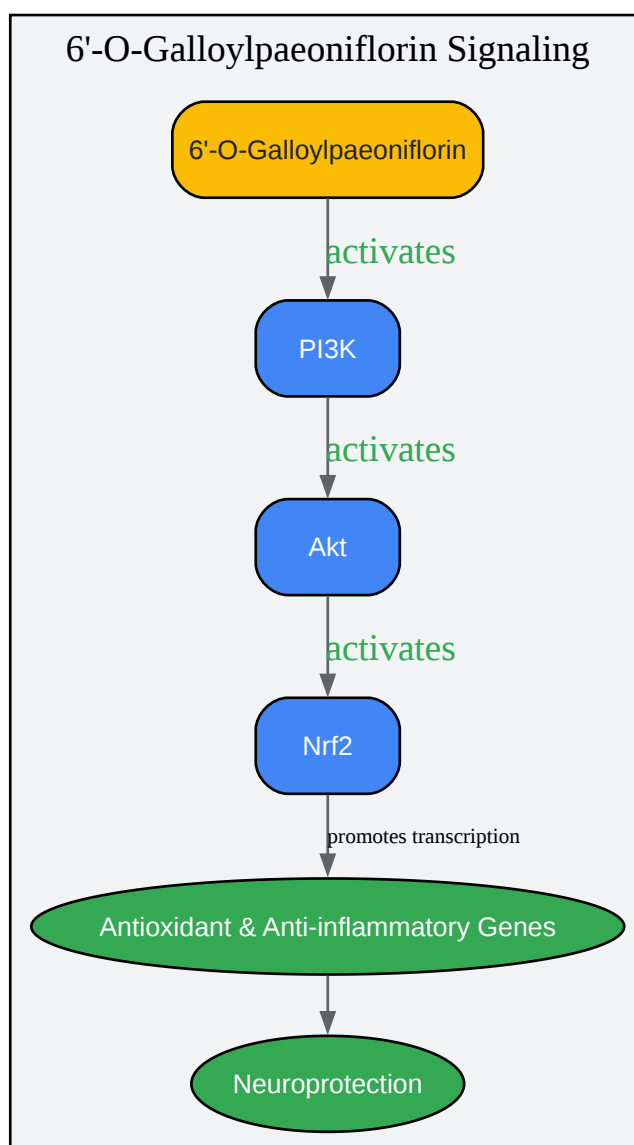 6'-O-Galloylpaeoniflorin Signaling
6'-O-Galloylpaeoniflorin
activates
PI3K
activates
Akt
activates
Nrf2
promotes transcription
Antioxidant & Anti-inflammatory Genes
Neuroprotection